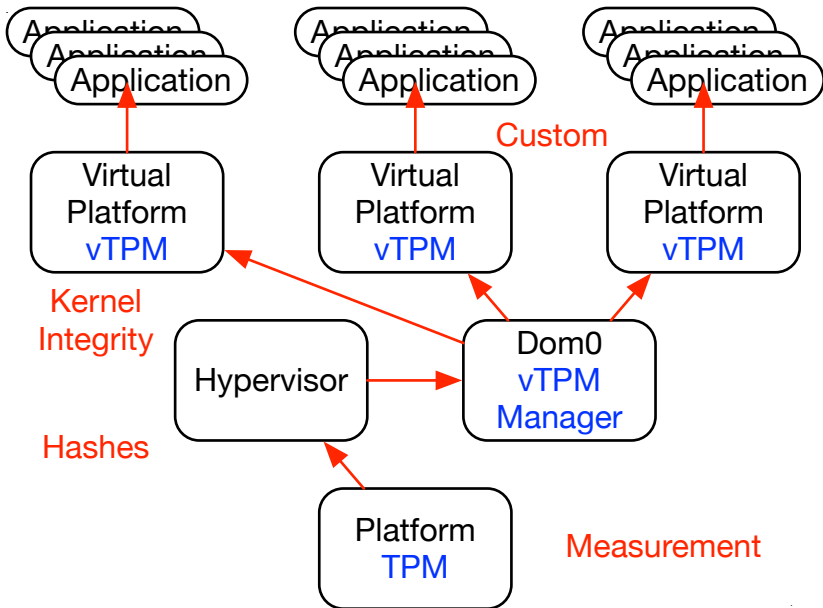 Application
Application
Application
Application
Application
Application
Application
Application
Application
Custom
Virtual
Platform
vTPM
Virtual
Platform
vTPM
Virtual
Platform
vTPM
Kernel
Integrity
Hypervisor
Dom0
vTPM
Manager
Hashes
Platform
TPM
Measurement